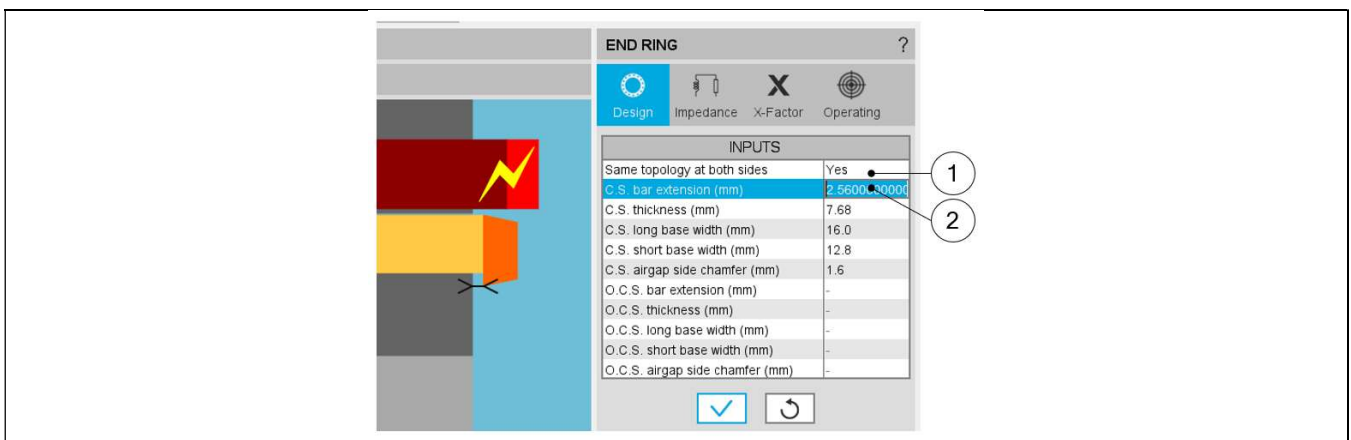 END RING ?
Design Impedance X-Factor Operating
INPUTS
Same topology at both sides Yes
C.S. bar extension (mm) 2.5600000000
C.S. thickness (mm) 7.68
C.S. long base width (mm) 16.0
C.S. short base width (mm) 12.8
C.S. airgap side chamfer (mm) 1.6
O.C.S. bar extension (mm) -
O.C.S. thickness (mm) -
O.C.S. long base width (mm) -
O.C.S. short base width (mm) -
O.C.S. airgap side chamfer (mm) -
1
2